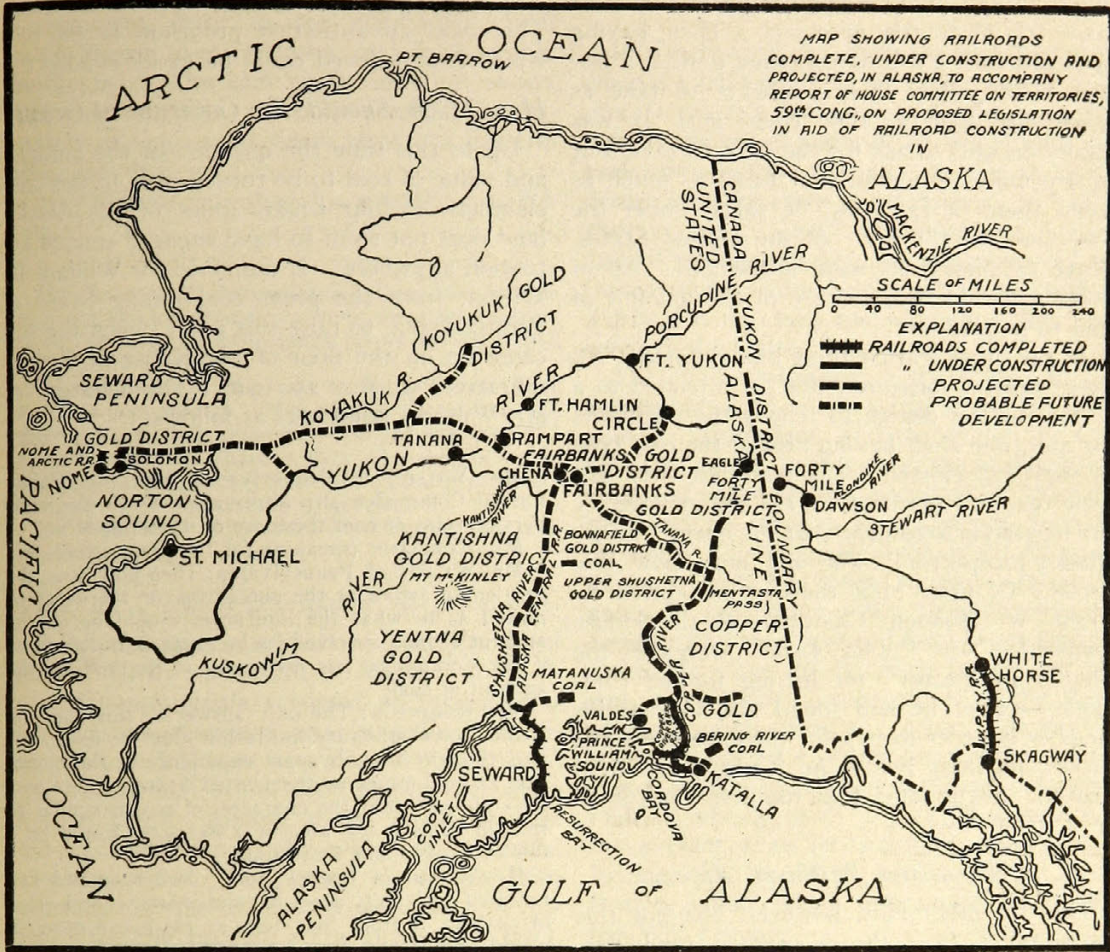 ARCTIC OCEAN
PT. BARROW
MAP SHOWING RAILROADS
COMPLETE, UNDER CONSTRUCTION AND
PROJECTED, IN ALASKA, TO ACCOMPANY
REPORT OF HOUSE COMMITTEE ON TERRITORIES,
59th CONG., ON PROPOSED LEGISLATION
IN AID OF RAILROAD CONSTRUCTION
IN
ALASKA
MACKENZIE RIVER
SCALE OF MILES
0 40 80 120 160 200 240
EXPLANATION
RAILROADS COMPLETED
" UNDER CONSTRUCTION
PROJECTED
PROBABLE FUTURE
DEVELOPMENT
CANADA
UNITED
STATES
YUKON DISTRICT
ALASKA
BOUNDARY
LINE
PORCUPINE RIVER
KOYUKUK GOLD
DISTRICT
FT. YUKON
SEWARD
PENINSULA
KOYAKUK R.
RIVER
FT. HAMLIN
CIRCLE
GOLD DISTRICT
NOME AND
ARCTIC R.R.
SOLOMON
NOME
TANANA
RAMPART
YUKON
FAIRBANKS GOLD
DISTRICT
CHENA
FAIRBANKS
EAGLE
FORTY
MILE
GOLD DISTRICT
FORTY
MILE
KLONDIKE
RIVER
DAWSON
STEWART RIVER
NORTON
SOUND
KANTISHNA
RIVER
ST. MICHAEL
KANTISHNA
GOLD DISTRICT
BONNAFIELD
GOLD DISTRICT
TANANA R.
COAL
MT MCKINLEY
UPPER SHUSHETNA
GOLD DISTRICT
MENTASTA
PASS
PACIFIC
OCEAN
KUSKOWIM RIVER
YENTNA
GOLD
DISTRICT
SHUSHETNA RIVER
ALASKA CENTRAL R.R.
COPPER
DISTRICT
COPPER RIVER
MATANUSKA
COAL
WHITE
HORSE
VALDES
PRINCE
WILLIAM
SOUND
GOLD
BERING RIVER
COAL
SKAGWAY
SEWARD
KATALLA
CORDOVA
BAY
COOK
INLET
RESURRECTION
BAY
ALASKA
PENINSULA
GULF OF ALASKA